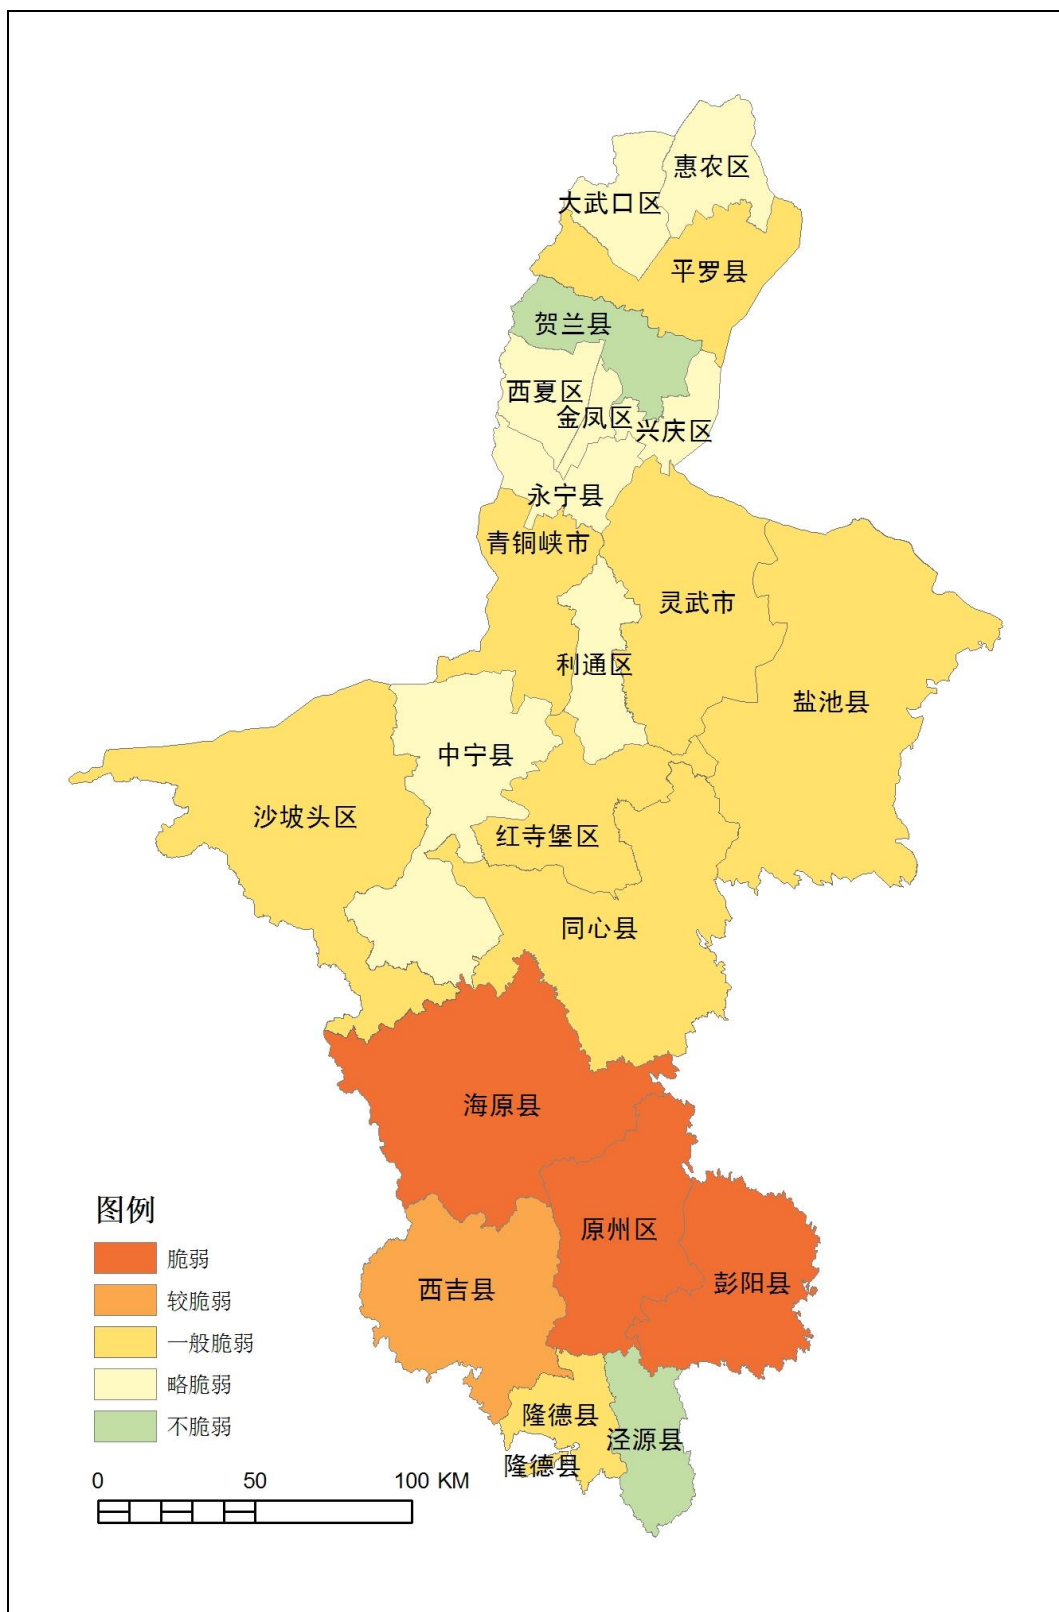 惠农区
大武口区
平罗县
贺兰县
西夏区
金凤区
兴庆区
永宁县
青铜峡市
灵武市
利通区
盐池县
中宁县
沙坡头区
红寺堡区
同心县
海原县
原州区
彭阳县
西吉县
隆德县
泾源县
隆德县
图例
脆弱
较脆弱
一般脆弱
略脆弱
不脆弱
0 50 100 KM